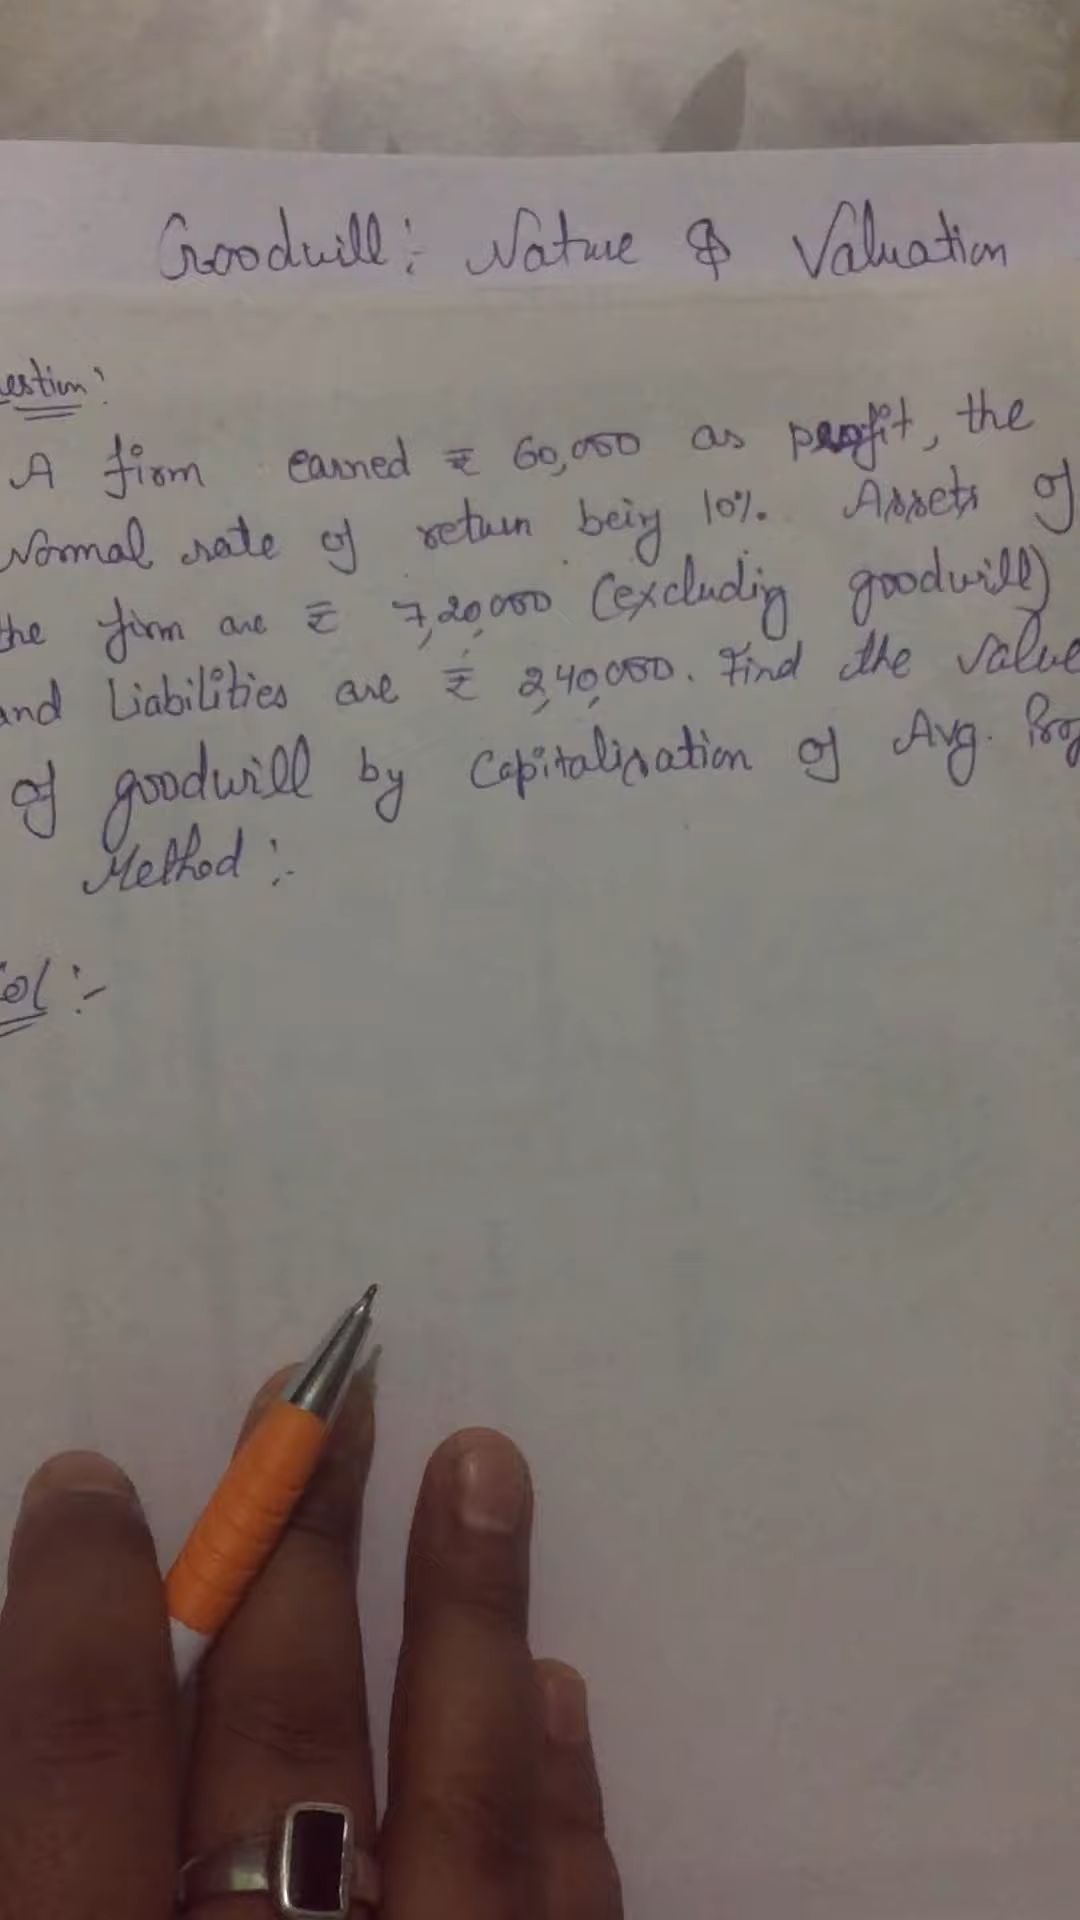 Goodwill: Nature & Valuation
estion:
A firm earned ₹ 60,000 as profit, the
Normal rate of return being 10%. Assets of
the firm are ₹ 7,20,000 (excluding goodwill)
and Liabilities are ₹ 2,40,000. Find the value
of goodwill by Capitalisation of Avg. Prof
Method :-
Sol :-